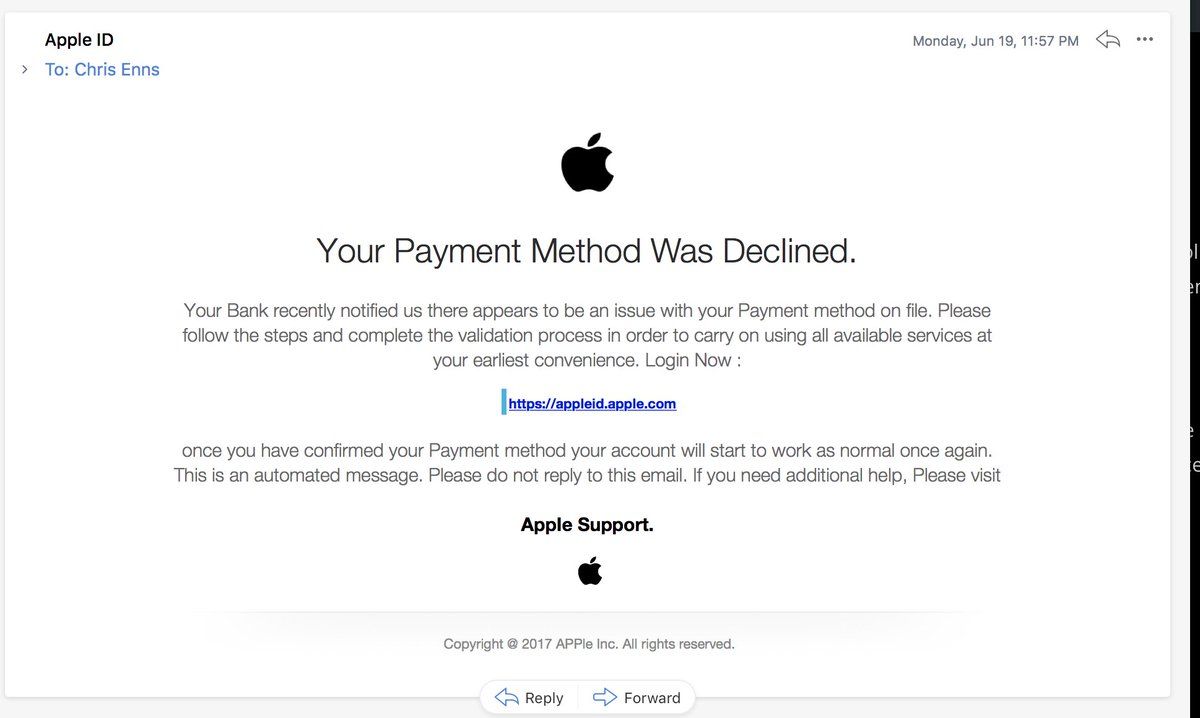 Apple ID
Monday, Jun 19, 11:57 PM
To: Chris Enns
Your Payment Method Was Declined.
Your Bank recently notified us there appears to be an issue with your Payment method on file. Please
follow the steps and complete the validation process in order to carry on using all available services at
your earliest convenience. Login Now :
https://appleid.apple.com
once you have confirmed your Payment method your account will start to work as normal once again.
This is an automated message. Please do not reply to this email. If you need additional help, Please visit
Apple Support.
Copyright @ 2017 APPle Inc. All rights reserved.
Reply
Forward